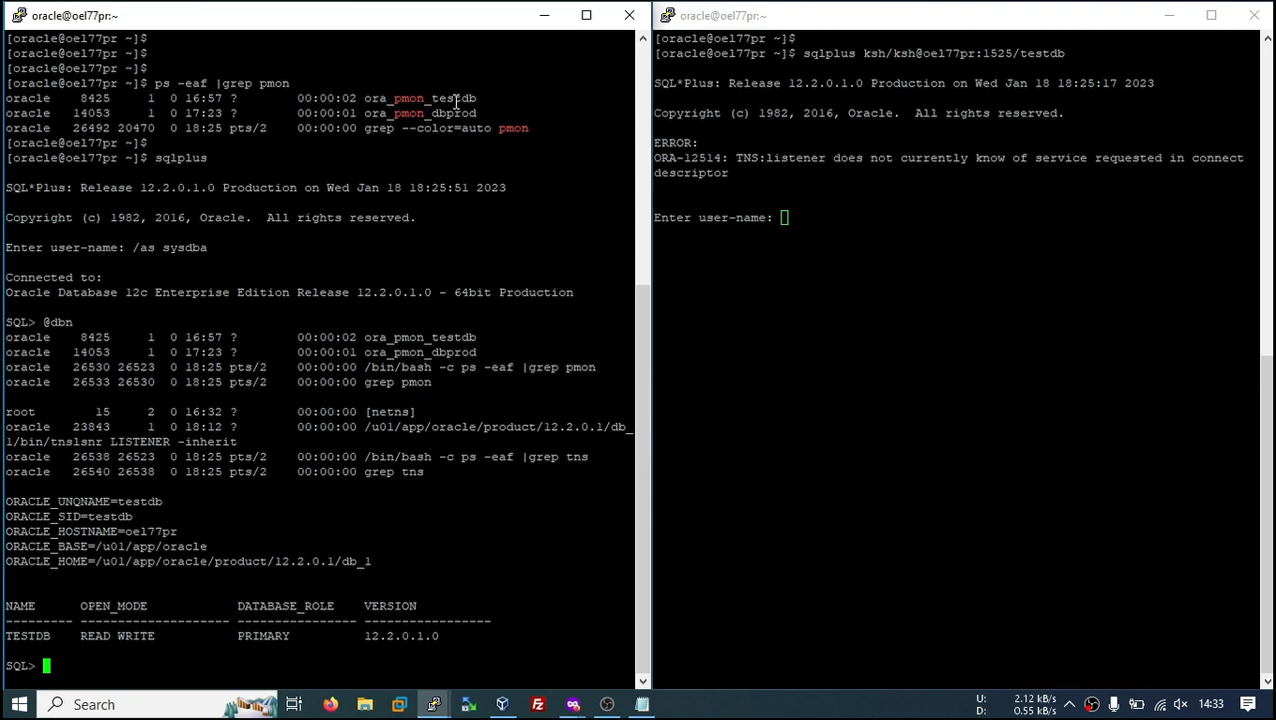 oracle@oel77pr:~
[oracle@oel77pr ~]$
[oracle@oel77pr ~]$
[oracle@oel77pr ~]$
[oracle@oel77pr ~]$ ps -eaf |grep pmon
oracle    8425     1  0 16:57 ?        00:00:02 ora_pmon_testdb
oracle   14053     1  0 17:23 ?        00:00:01 ora_pmon_dbprod
oracle   26492 20470  0 18:25 pts/2    00:00:00 grep --color=auto pmon
[oracle@oel77pr ~]$
[oracle@oel77pr ~]$ sqlplus
SQL*Plus: Release 12.2.0.1.0 Production on Wed Jan 18 18:25:51 2023
Copyright (c) 1982, 2016, Oracle.  All rights reserved.
Enter user-name: /as sysdba
Connected to:
Oracle Database 12c Enterprise Edition Release 12.2.0.1.0 - 64bit Production
SQL> @dbn
oracle    8425     1  0 16:57 ?        00:00:02 ora_pmon_testdb
oracle   14053     1  0 17:23 ?        00:00:01 ora_pmon_dbprod
oracle   26530 26523  0 18:25 pts/2    00:00:00 /bin/bash -c ps -eaf |grep pmon
oracle   26533 26530  0 18:25 pts/2    00:00:00 grep pmon
root        15     2  0 16:32 ?        00:00:00 [netns]
oracle   23843     1  0 18:12 ?        00:00:00 /u01/app/oracle/product/12.2.0.1/db_
1/bin/tnslsnr LISTENER -inherit
oracle   26538 26523  0 18:25 pts/2    00:00:00 /bin/bash -c ps -eaf |grep tns
oracle   26540 26538  0 18:25 pts/2    00:00:00 grep tns
ORACLE_UNQNAME=testdb
ORACLE_SID=testdb
ORACLE_HOSTNAME=oel77pr
ORACLE_BASE=/u01/app/oracle
ORACLE_HOME=/u01/app/oracle/product/12.2.0.1/db_1
NAME      OPEN_MODE            DATABASE_ROLE    VERSION
--------- -------------------- ---------------- -----------------
TESTDB    READ WRITE           PRIMARY          12.2.0.1.0
SQL>
oracle@oel77pr:~
[oracle@oel77pr ~]$
[oracle@oel77pr ~]$ sqlplus ksh/ksh@oel77pr:1525/testdb
SQL*Plus: Release 12.2.0.1.0 Production on Wed Jan 18 18:25:17 2023
Copyright (c) 1982, 2016, Oracle.  All rights reserved.
ERROR:
ORA-12514: TNS:listener does not currently know of service requested in connect
descriptor
Enter user-name:
Search
U: 2.12 kB/s
D: 0.55 kB/s
14:33